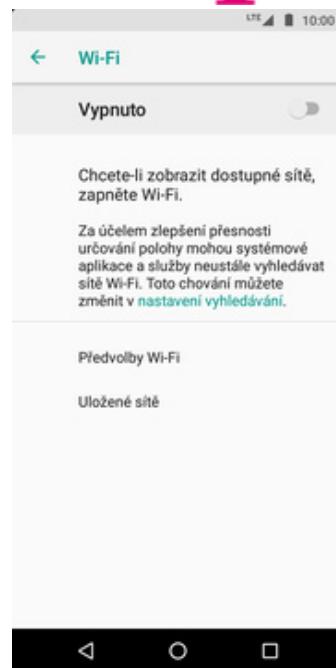 LTE 10:00
Wi-Fi
Vypnuto
Chcete-li zobrazit dostupné sítě,
zapněte Wi-Fi.
Za účelem zlepšení přesnosti
určování polohy mohou systémové
aplikace a služby neustále vyhledávat
sítě Wi-Fi. Toto chování můžete
změnit v nastavení vyhledávání.
Předvolby Wi-Fi
Uložené sítě